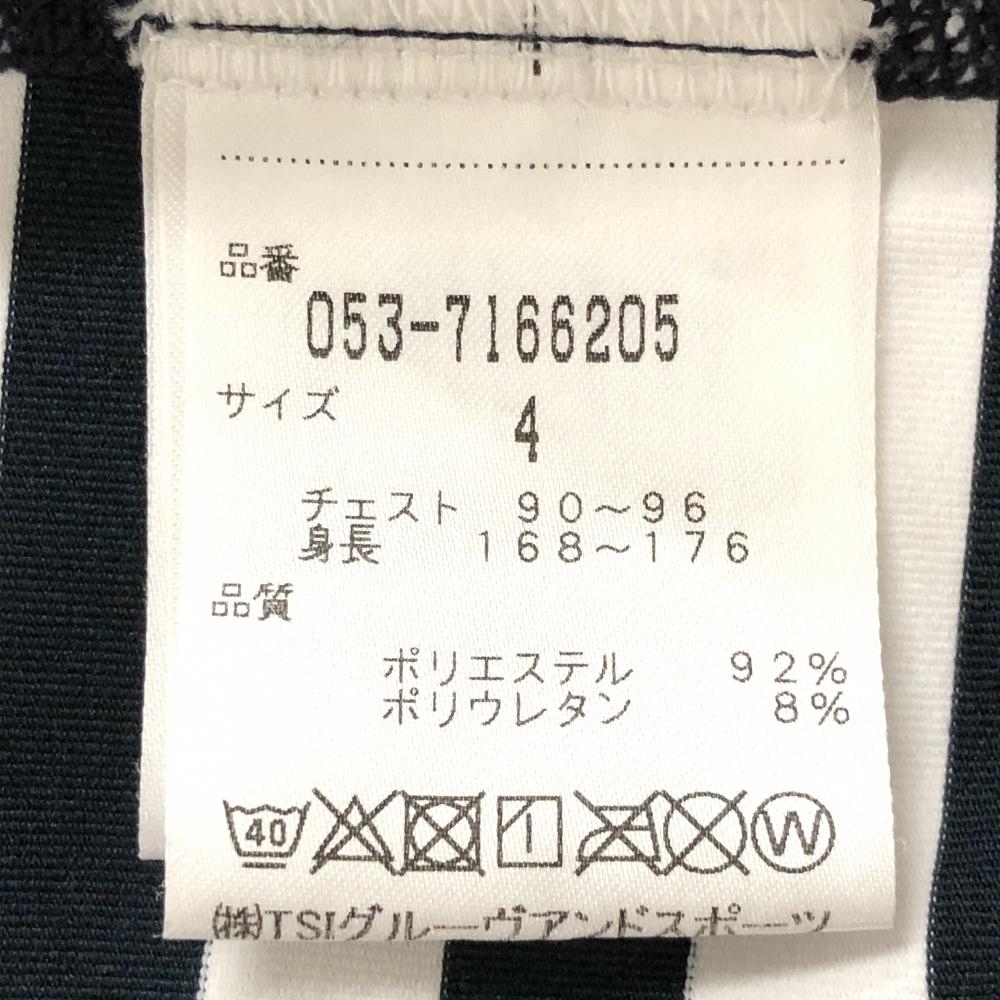 品番
053-7166205
サイズ
4
チェスト 90～96
身長 168～176
品質
ポリエステル 92%
ポリウレタン 8%
40 W
㈱TSIグルーヴアンドスポーツ